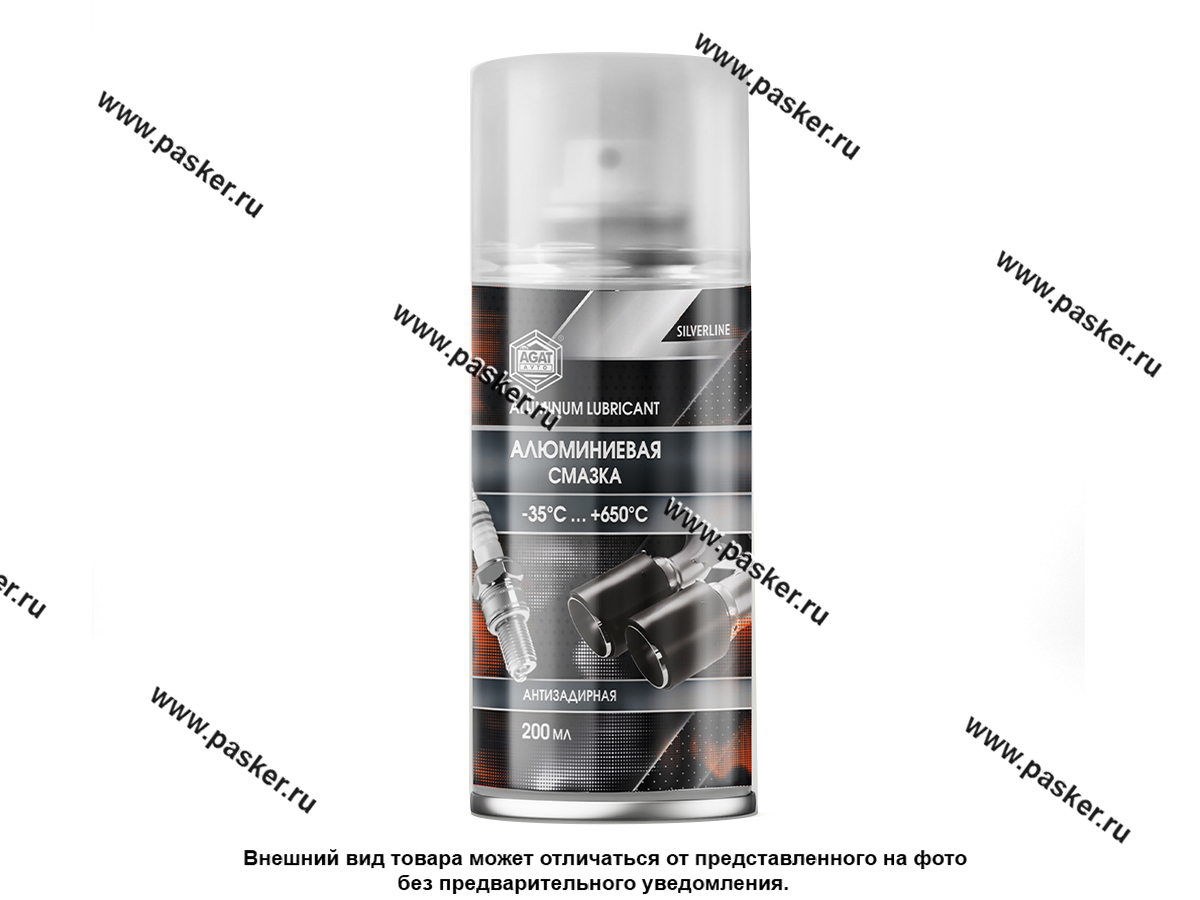 www.pasker.ru
www.pasker.ru
www.pasker.ru
www.pasker.ru
SILVERLINE
AGAT
АВТО
ALUMINUM LUBRICANT
АЛЮМИНИЕВАЯ
СМАЗКА
-35°C ... +650°C
www.pasker.ru
er.ru
АНТИЗАДИРНАЯ
200 МЛ
www.pasker.ru
www.pasker.ru
Внешний вид товара может отличаться от представленного на фото
без предварительного уведомления.